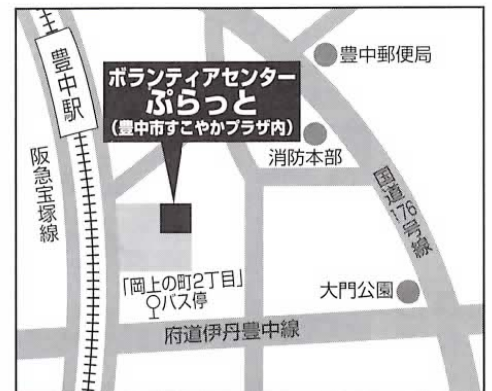 豊中駅
阪急宝塚線
ボランティアセンター
ぷらっと
(豊中市すこやかプラザ内)
豊中郵便局
消防本部
国道176号線
「岡上の町2丁目」
バス停
大門公園
府道伊丹豊中線